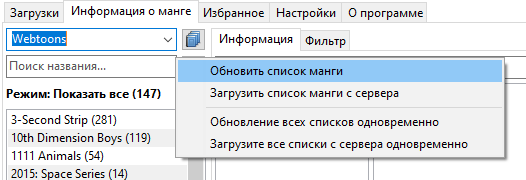 Загрузки Информация о манге Избранное Настройки О программе
Webtoons Информация Фильтр
Поиск названия...
Обновить список манги
Загрузить список манги с сервера
Режим: Показать все (147)
Обновление всех списков одновременно
3-Second Strip (281)
10th Dimension Boys (119)
Загрузите все списки с сервера одновременно
1111 Animals (54)
2015: Space Series (14)